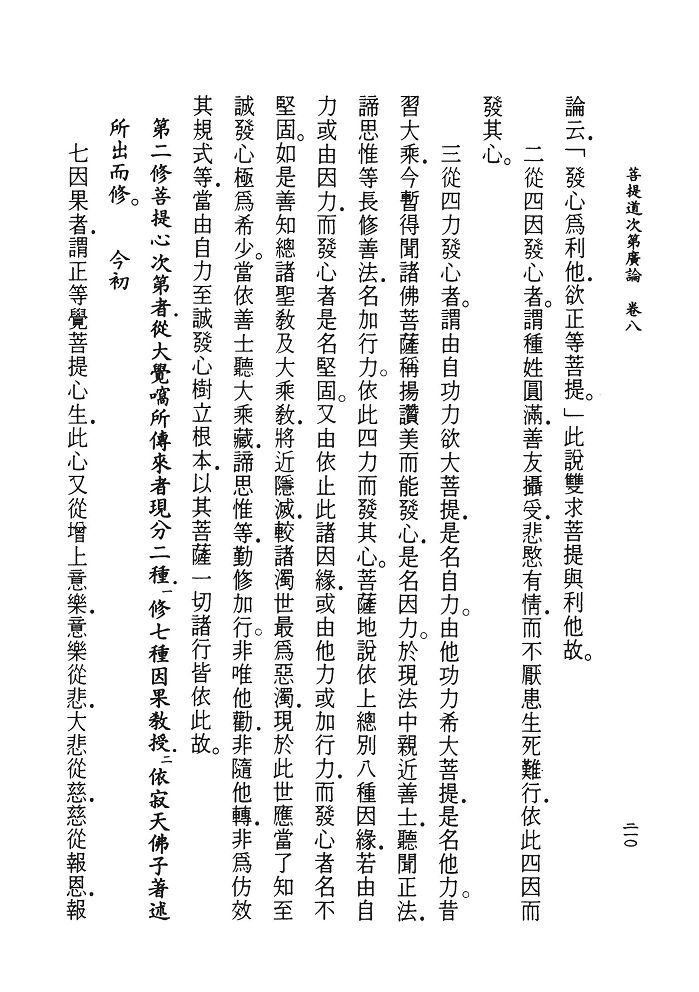 菩提道次第廣論　卷八
二一〇
論云．「發心爲利他．欲正等菩提。」此說雙求菩提與利他故。
二從四因發心者。謂種姓圓滿．善友攝受．悲愍有情．而不厭患生死難行．依此四因而
發其心。
三從四力發心者。謂由自功力欲大菩提．是名自力。由他功力希大菩提．是名他力。昔
習大乘．今暫得聞諸佛菩薩稱揚讚美而能發心．是名因力。於現法中親近善士．聽聞正法．
諦思惟等長修善法．名加行力。依此四力而發其心。菩薩地說依上總別八種因緣．若由自
力或由因力．而發心者是名堅固。又由依止此諸因緣．或由他力或加行力．而發心者名不
堅固。如是善知總諸聖教及大乘教．將近隱滅．較諸濁世最爲惡濁．現於此世應當了知至
誠發心極爲希少。當依善士聽大乘藏．諦思惟等．勤修加行。非唯他勸．非隨他轉．非爲仿效
其規式等．當由自力至誠發心樹立根本．以其菩薩一切諸行皆依此故。
第二修菩提心次第者．從大覺窩所傳來者現分二種．一修七種因果教授．二依寂天佛子著述
所出而修。　今初
七因果者．謂正等覺菩提心生．此心又從增上意樂．意樂從悲．大悲從慈．慈從報恩．報